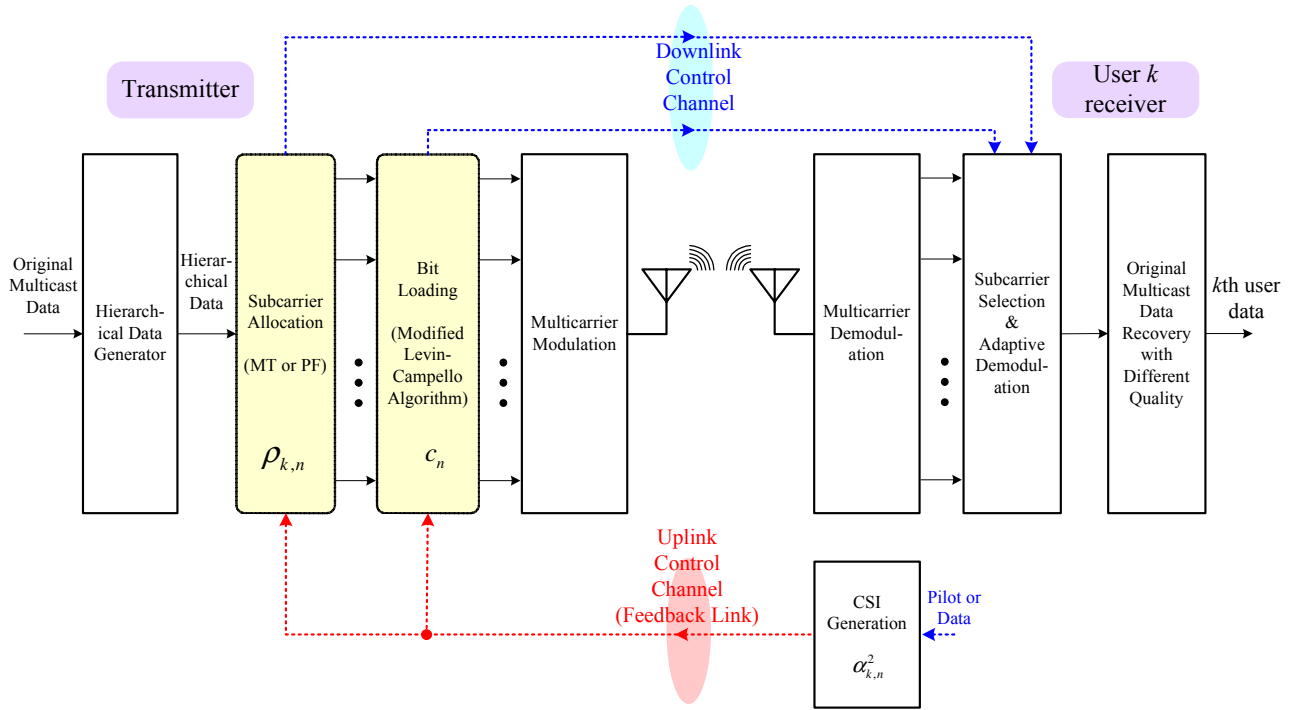 Downlink
Control
Channel
Transmitter
User k
receiver
Original
Multicast
Data
Hierarch-
ical Data
Generator
Hierar-
chical
Data
Subcarrier
Allocation
(MT or PF)
ρk,n
Bit
Loading
(Modified
Levin-
Campello
Algorithm)
cn
Multicarrier
Modulation
Multicarrier
Demodul-
ation
Subcarrier
Selection
&
Adaptive
Demodul-
ation
Original
Multicast
Data
Recovery
with
Different
Quality
kth user
data
Uplink
Control
Channel
(Feedback Link)
CSI
Generation
α²k,n
Pilot or
Data